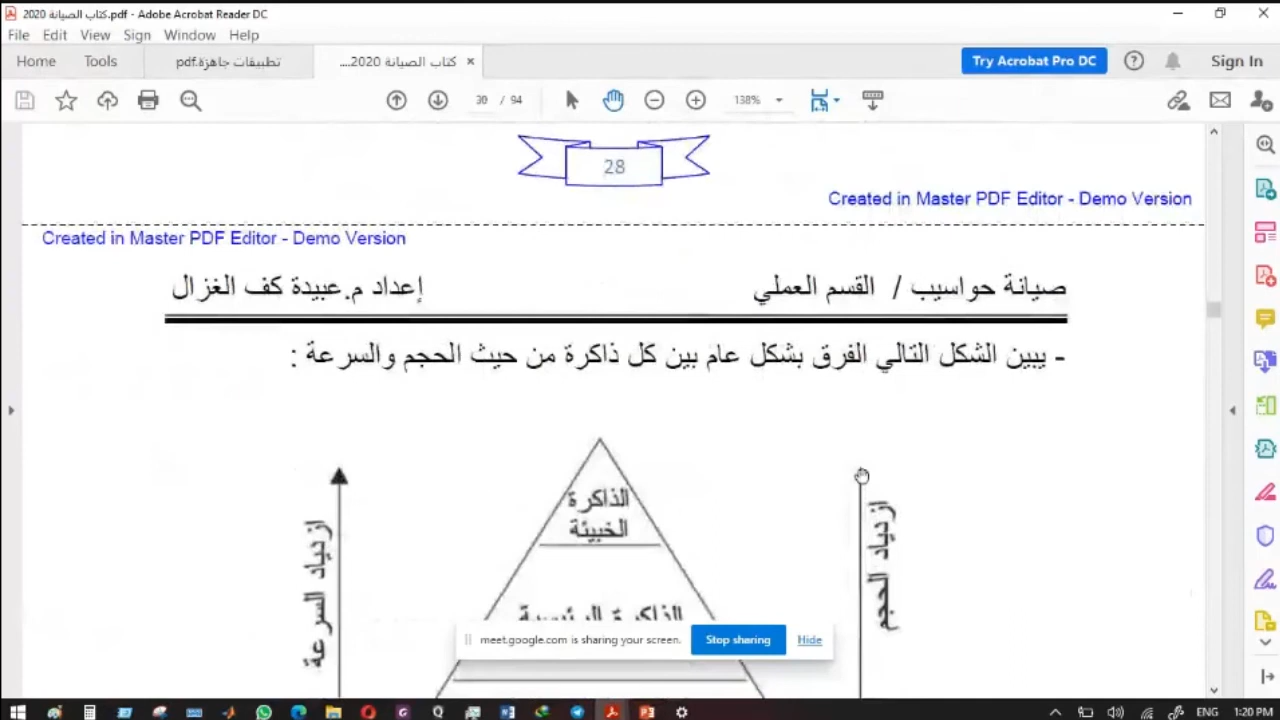 كتاب الصيانة 2020.pdf - Adobe Acrobat Reader DC
File Edit View Sign Window Help
Home Tools تطبيقات جاهزة.pdf كتاب الصيانة 2020.... × Try Acrobat Pro DC Sign In
30 / 94 138%
28
Created in Master PDF Editor - Demo Version
Created in Master PDF Editor - Demo Version
صيانة حواسيب / القسم العملي إعداد م.عبيدة كف الغزال
- يبين الشكل التالي الفرق بشكل عام بين كل ذاكرة من حيث الحجم والسرعة :
الذاكرة
الخبيئة
ازدياد السرعة
ازدياد الحجم
الذاكرة الرئيسية
meet.google.com is sharing your screen. Stop sharing Hide
ENG 1:20 PM